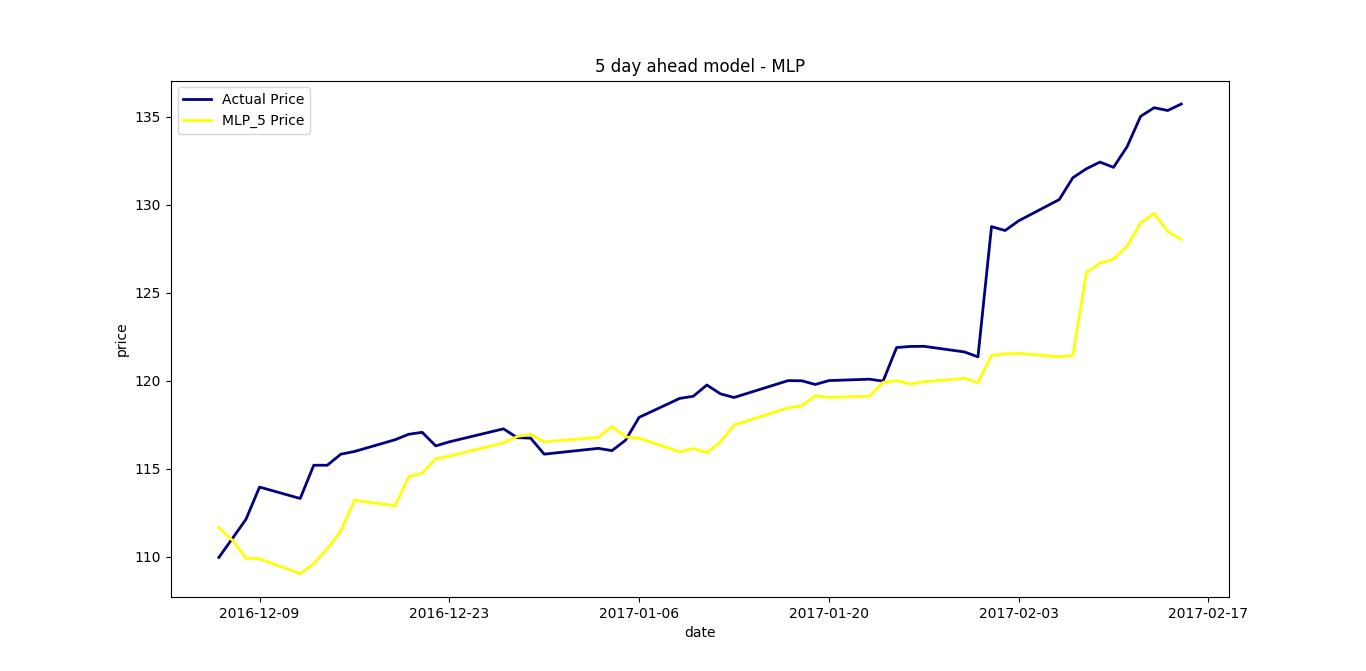 5 day ahead model - MLP
Actual Price
MLP_5 Price
135
130
125
120
115
110
price
2016-12-09
2016-12-23
2017-01-06
2017-01-20
2017-02-03
2017-02-17
date